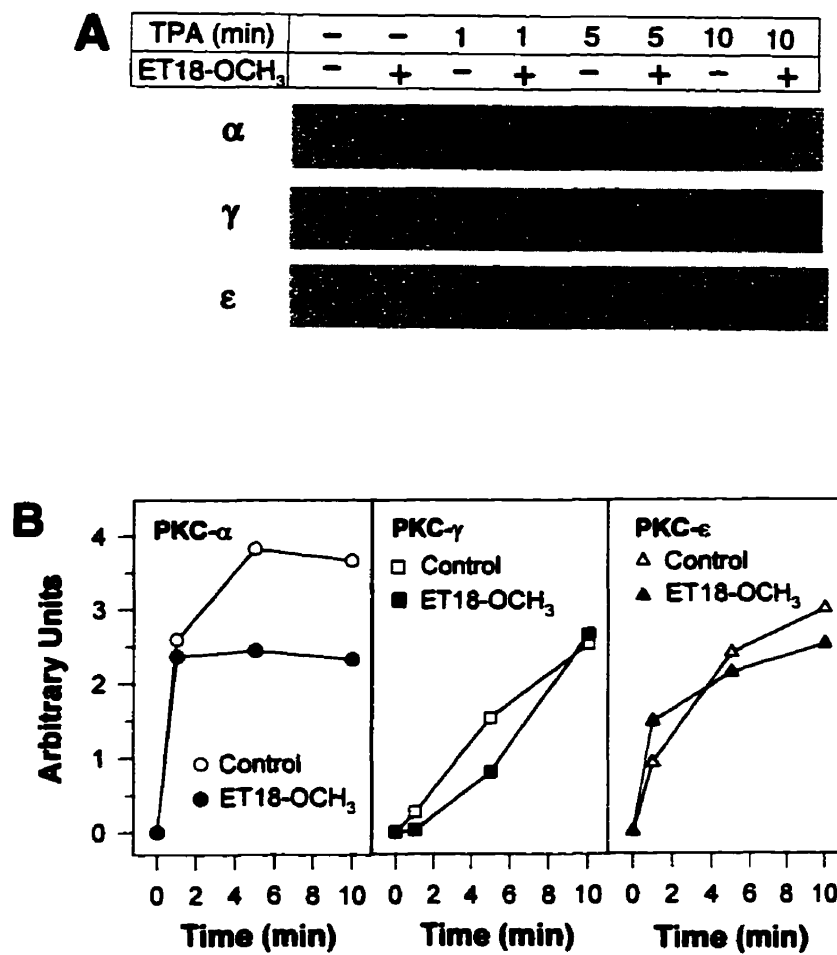 A
TPA (min) – – 1 1 5 5 10 10
ET18-OCH₃ – + – + – + – +
α
γ
ε
B
PKC-α
Control
ET18-OCH₃
PKC-γ
Control
ET18-OCH₃
PKC-ε
Control
ET18-OCH₃
Arbitrary Units
4
3
2
1
0
0 2 4 6 8 10
0 2 4 6 8 10
0 2 4 6 8 10
Time (min)
Time (min)
Time (min)